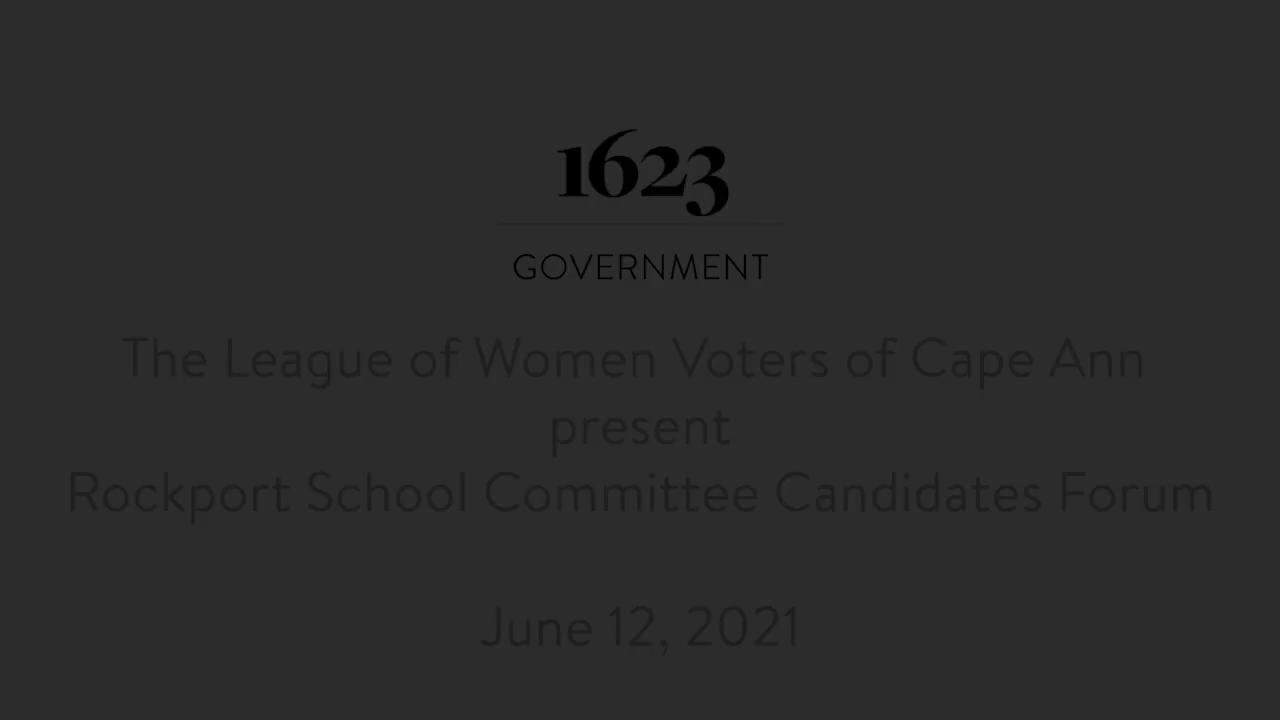 1623
GOVERNMENT
The League of Women Voters of Cape Ann
present
Rockport School Committee Candidates Forum
June 12, 2021